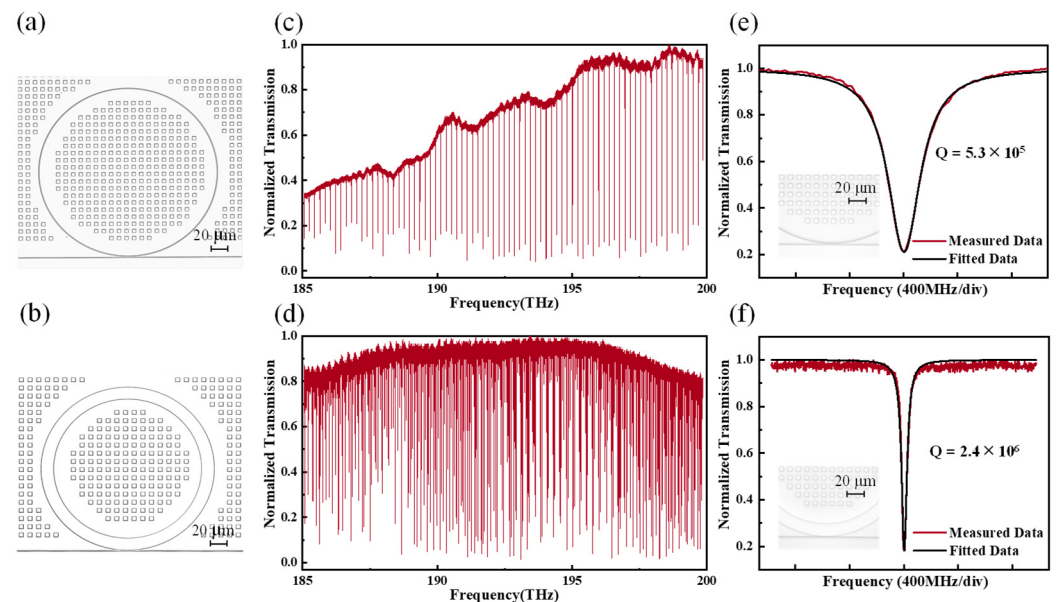 (a)
20 μm
(b)
20 μm
(c)
Normalized Transmission
1.0
0.8
0.6
0.4
0.2
0.0
185
190
195
200
Frequency(THz)
(d)
Normalized Transmission
1.0
0.8
0.6
0.4
0.2
0.0
185
190
195
200
Frequency(THz)
(e)
Normalized Transmission
1.0
0.8
0.6
0.4
0.2
Q = 5.3 × 10⁵
20 μm
Measured Data
Fitted Data
Frequency (400MHz/div)
(f)
Normalized Transmission
1.0
0.8
0.6
0.4
0.2
Q = 2.4 × 10⁶
20 μm
Measured Data
Fitted Data
Frequency (400MHz/div)